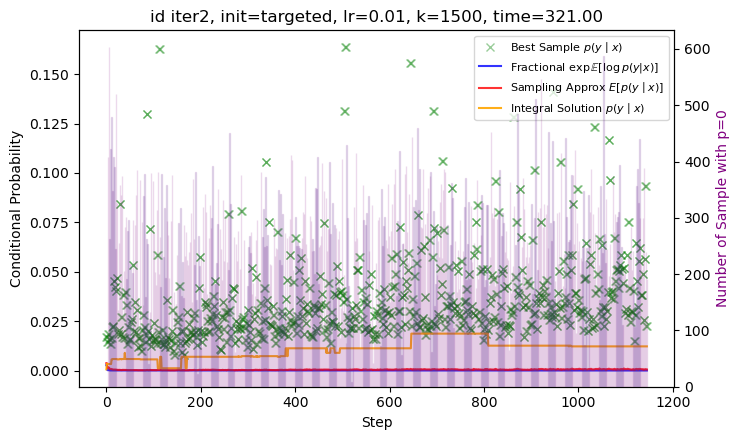 id iter2, init=targeted, lr=0.01, k=1500, time=321.00
Best Sample p(y | x)
Fractional exp𝔼[log p(y|x)]
Sampling Approx E[p(y | x)]
Integral Solution p(y | x)
0.150
0.125
0.100
0.075
0.050
0.025
0.000
Conditional Probability
600
500
400
300
200
100
0
Number of Sample with p=0
0
200
400
600
800
1000
1200
Step